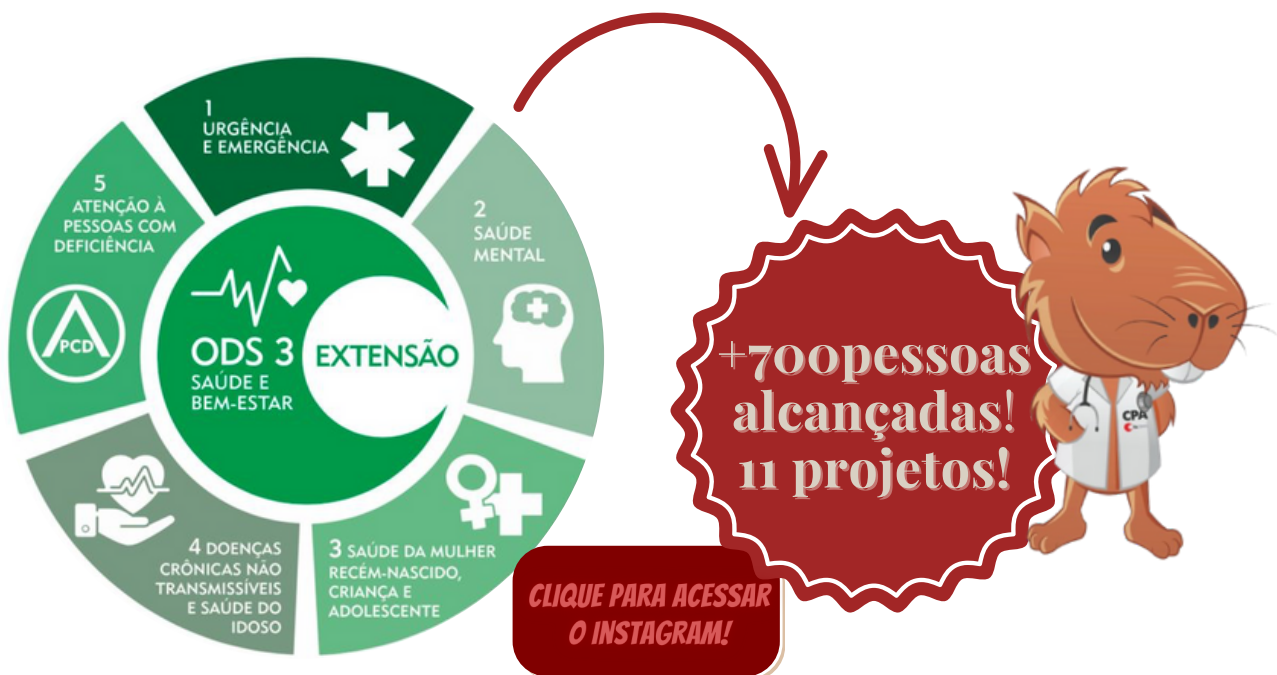 1
URGÊNCIA
E EMERGÊNCIA
2
SAÚDE
MENTAL
3 SAÚDE DA MULHER
RECÉM-NASCIDO,
CRIANÇA E
ADOLESCENTE
4 DOENÇAS
CRÔNICAS NÃO
TRANSMISSÍVEIS
E SAÚDE DO
IDOSO
5
ATENÇÃO À
PESSOAS COM
DEFICIÊNCIA
PCD
ODS 3
SAÚDE E
BEM-ESTAR
EXTENSÃO
+700pessoas
alcançadas!
11 projetos!
CPA
CLIQUE PARA ACESSAR
O INSTAGRAM!